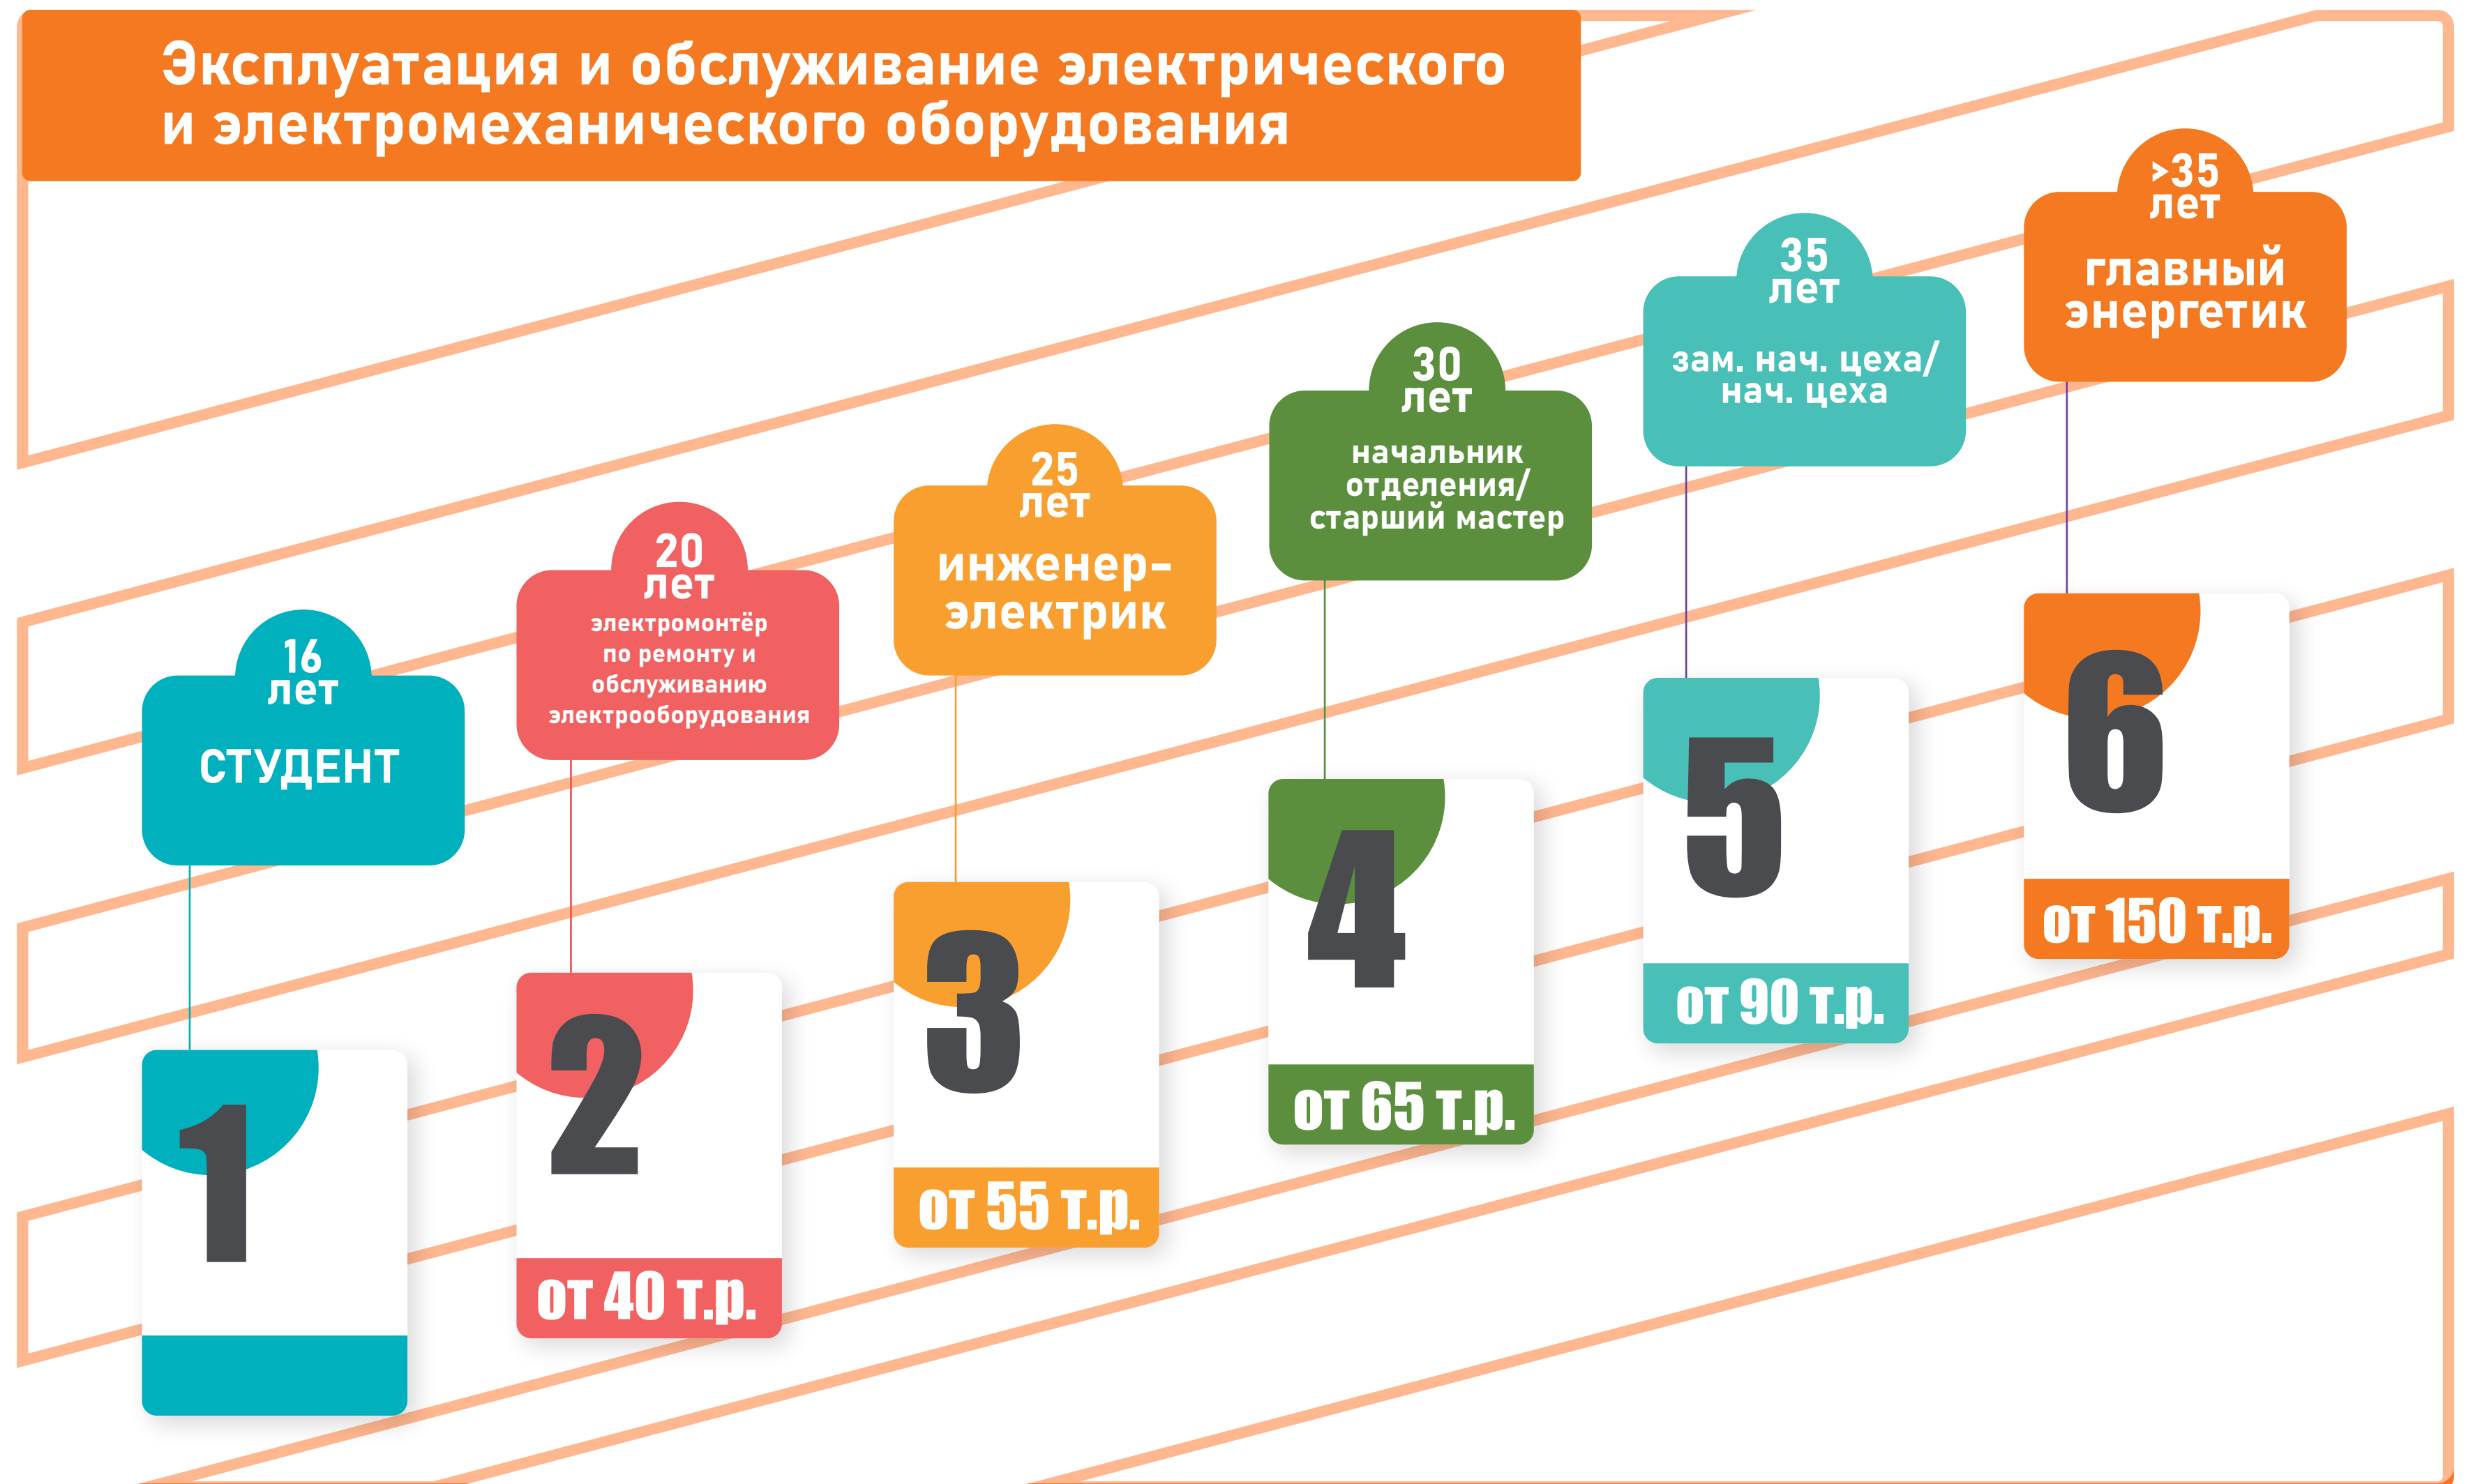 Эксплуатация и обслуживание электрического
и электромеханического оборудования
16
лет
СТУДЕНТ
1
20
лет
электромонтёр
по ремонту и
обслуживанию
электрооборудования
2
от 40 т.р.
25
лет
инженер-
электрик
3
от 55 т.р.
30
лет
начальник
отделения/
старший мастер
4
от 65 т.р.
35
лет
зам. нач. цеха/
нач. цеха
5
от 90 т.р.
>35
лет
главный
энергетик
6
от 150 т.р.